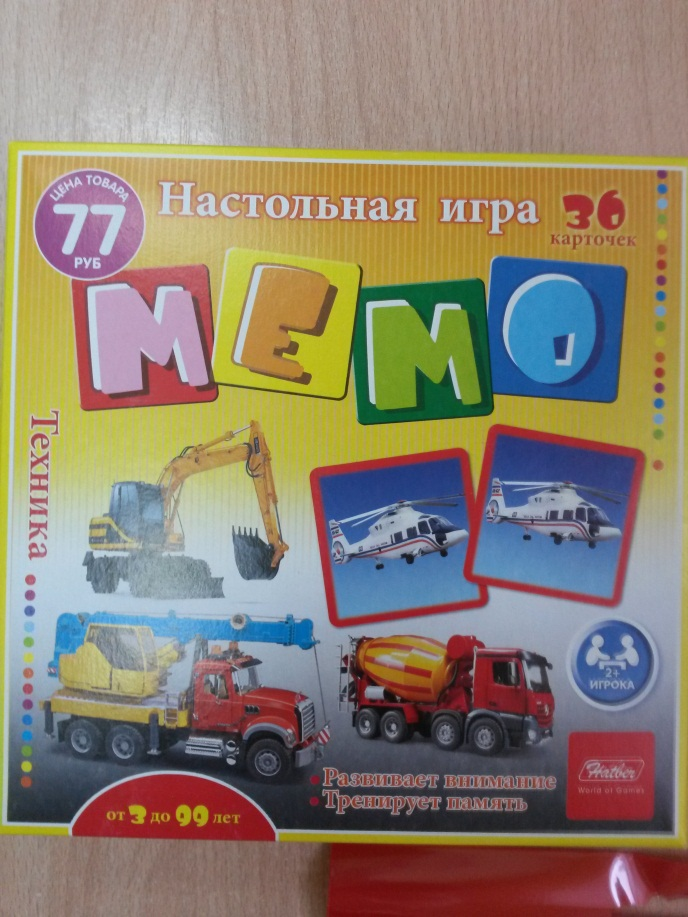 ЦЕНА ТОВАРА
77
РУБ
Настольная игра
36
карточек
МЕМО
Техника
2+
ИГРОКА
Развивает внимание
Тренирует память
Hatber
World of Games
от 3 до 99 лет